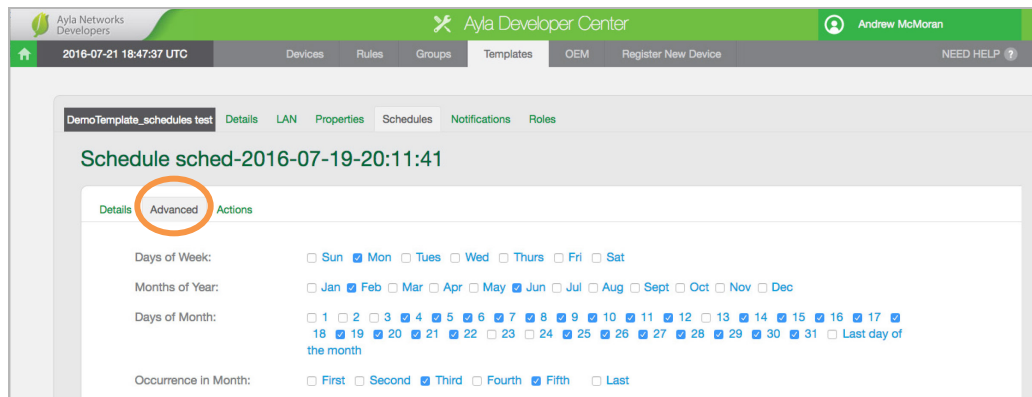 Ayla Networks
Developers
Ayla Developer Center
Andrew McMoran
2016-07-21 18:47:37 UTC
Devices Rules Groups Templates OEM Register New Device
NEED HELP ?
DemoTemplate_schedules test Details LAN Properties Schedules Notifications Roles
Schedule sched-2016-07-19-20:11:41
Details Advanced Actions
Days of Week: Sun Mon Tues Wed Thurs Fri Sat
Months of Year: Jan Feb Mar Apr May Jun Jul Aug Sept Oct Nov Dec
Days of Month: 1 2 3 4 5 6 7 8 9 10 11 12 13 14 15 16 17
18 19 20 21 22 23 24 25 26 27 28 29 30 31 Last day of
the month
Occurrence in Month: First Second Third Fourth Fifth Last